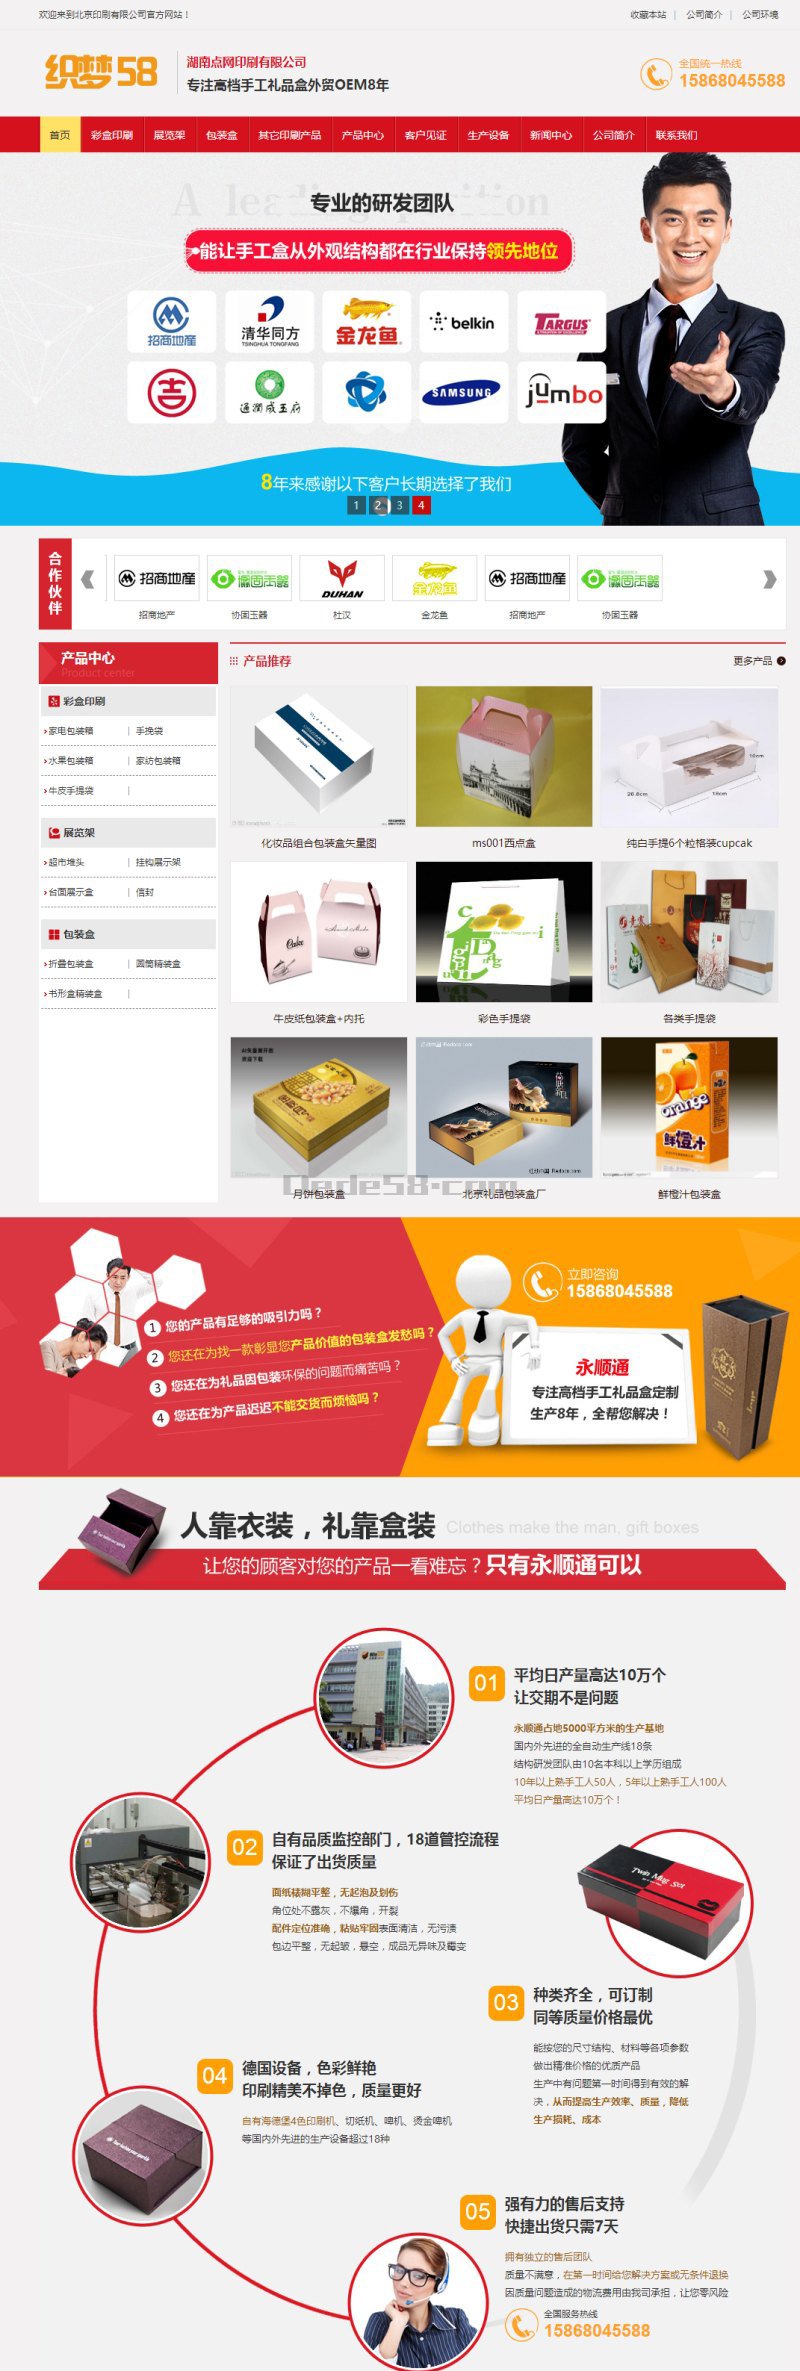 欢迎来到北京印刷有限公司官方网站！
收藏本站 | 公司简介 | 公司环境
织梦58
湖南点网印刷有限公司
专注高档手工礼品盒外贸OEM8年
全国统一热线
15868045588
首页 彩盒印刷 展览架 包装盒 其它印刷产品 产品中心 客户见证 生产设备 新闻中心 公司简介 联系我们
专业的研发团队
能让手工盒从外观结构都在行业保持领先地位
招商地産
清华同方
TSINGHUA TONGFANG
金龙鱼
belkin
TARGUS
通润咸王府
SAMSUNG
jumbo
8年来感谢以下客户长期选择了我们
1 2 3 4
合作伙伴
招商地産
DUHAN
金龙鱼
招商地産
招商地产 协固玉器 杜汉 金龙鱼 招商地产 协固玉器
产品中心
Product center
彩盒印刷
家电包装箱 | 手挽袋
水果包装箱 | 家纺包装箱
牛皮手提袋 |
展览架
超市堆头 | 挂钩展示架
台面展示盒 | 信封
包装盒
折叠包装盒 | 圆筒精装盒
书形盒精装盒 |
产品推荐
更多产品
化妆品组合包装盒矢量图
ms001西点盒
纯白手提6个粒格装cupcak
牛皮纸包装盒+内托
彩色手提袋
各类手提袋
Orange
鲜橙汁
Dede58.com
月饼包装盒
北京礼品包装盒厂
鲜橙汁包装盒
1 您的产品有足够的吸引力吗？
2 您还在为找一款彰显您产品价值的包装盒发愁吗？
3 您还在为礼品因包装环保的问题而痛苦吗？
4 您还在为产品迟迟不能交货而烦恼吗？
立即咨询
15868045588
永顺通
专注高档手工礼品盒定制
生产8年，全帮您解决！
人靠衣装，礼靠盒装 Clothes make the man, gift boxes
让您的顾客对您的产品一看难忘？只有永顺通可以
01 平均日产量高达10万个
让交期不是问题
永顺通占地5000平方米的生产基地
国内外先进的全自动生产线18条
结构研发团队由10名本科以上学历组成
10年以上熟手工人50人，5年以上熟手工人100人
平均日产量高达10万个！
02 自有品质监控部门，18道管控流程
保证了出货质量
面纸裱糊平整，无起泡及划伤
角位处不露灰，不爆角，开裂
配件定位准确，粘贴牢固表面清洁，无污渍
包边平整，无起皱，悬空，成品无异味及霉变
Twin Mug Set
03 种类齐全，可订制
同等质量价格最优
能按您的尺寸结构、材料等各项参数
做出精准价格的优质产品
生产中有问题第一时间得到有效的解
决，从而提高生产效率、质量，降低
生产损耗、成本
04 德国设备，色彩鲜艳
印刷精美不掉色，质量更好
自有海德堡4色印刷机、切纸机、啤机、烫金啤机
等国内外先进的生产设备超过18种
05 强有力的售后支持
快捷出货只需7天
拥有独立的售后团队
质量不满意，在第一时间给您解决方案或无条件退换
因质量问题造成的物流费用由我司承担，让您零风险
全国服务热线
15868045588